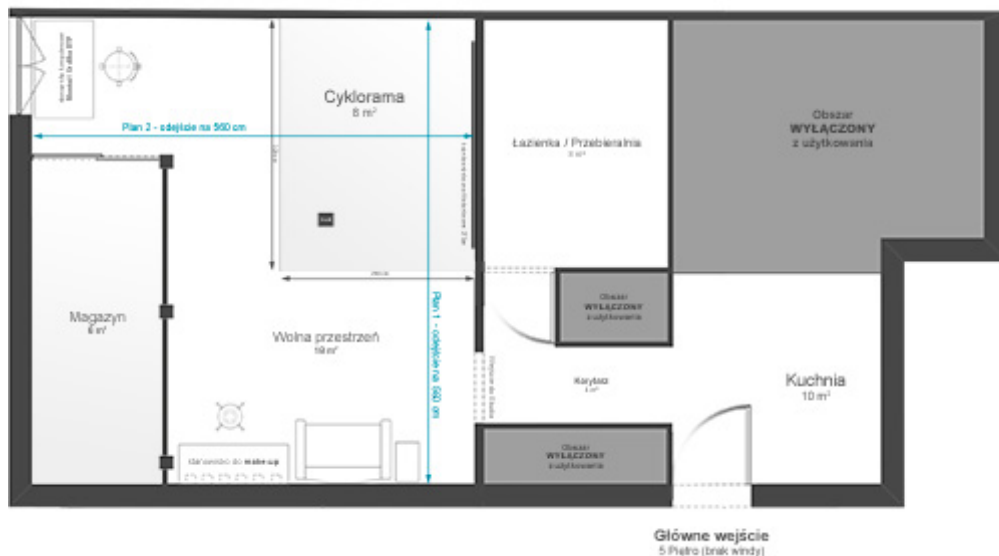 Cyklorama
8 m²
Obszar
WYŁĄCZONY
z użytkowania
Plan 2 - odejście na 560 cm
Łazienka / Przebieralnia
Magazyn
6 m²
Obszar
WYŁĄCZONY
z użytkowania
Wolna przestrzeń
19 m²
Plan 1 - odejście na 560 cm
Korytarz
Kuchnia
10 m²
stanowisko do make-up
Obszar
WYŁĄCZONY
z użytkowania
Główne wejście
5 Piętro (brak windy)